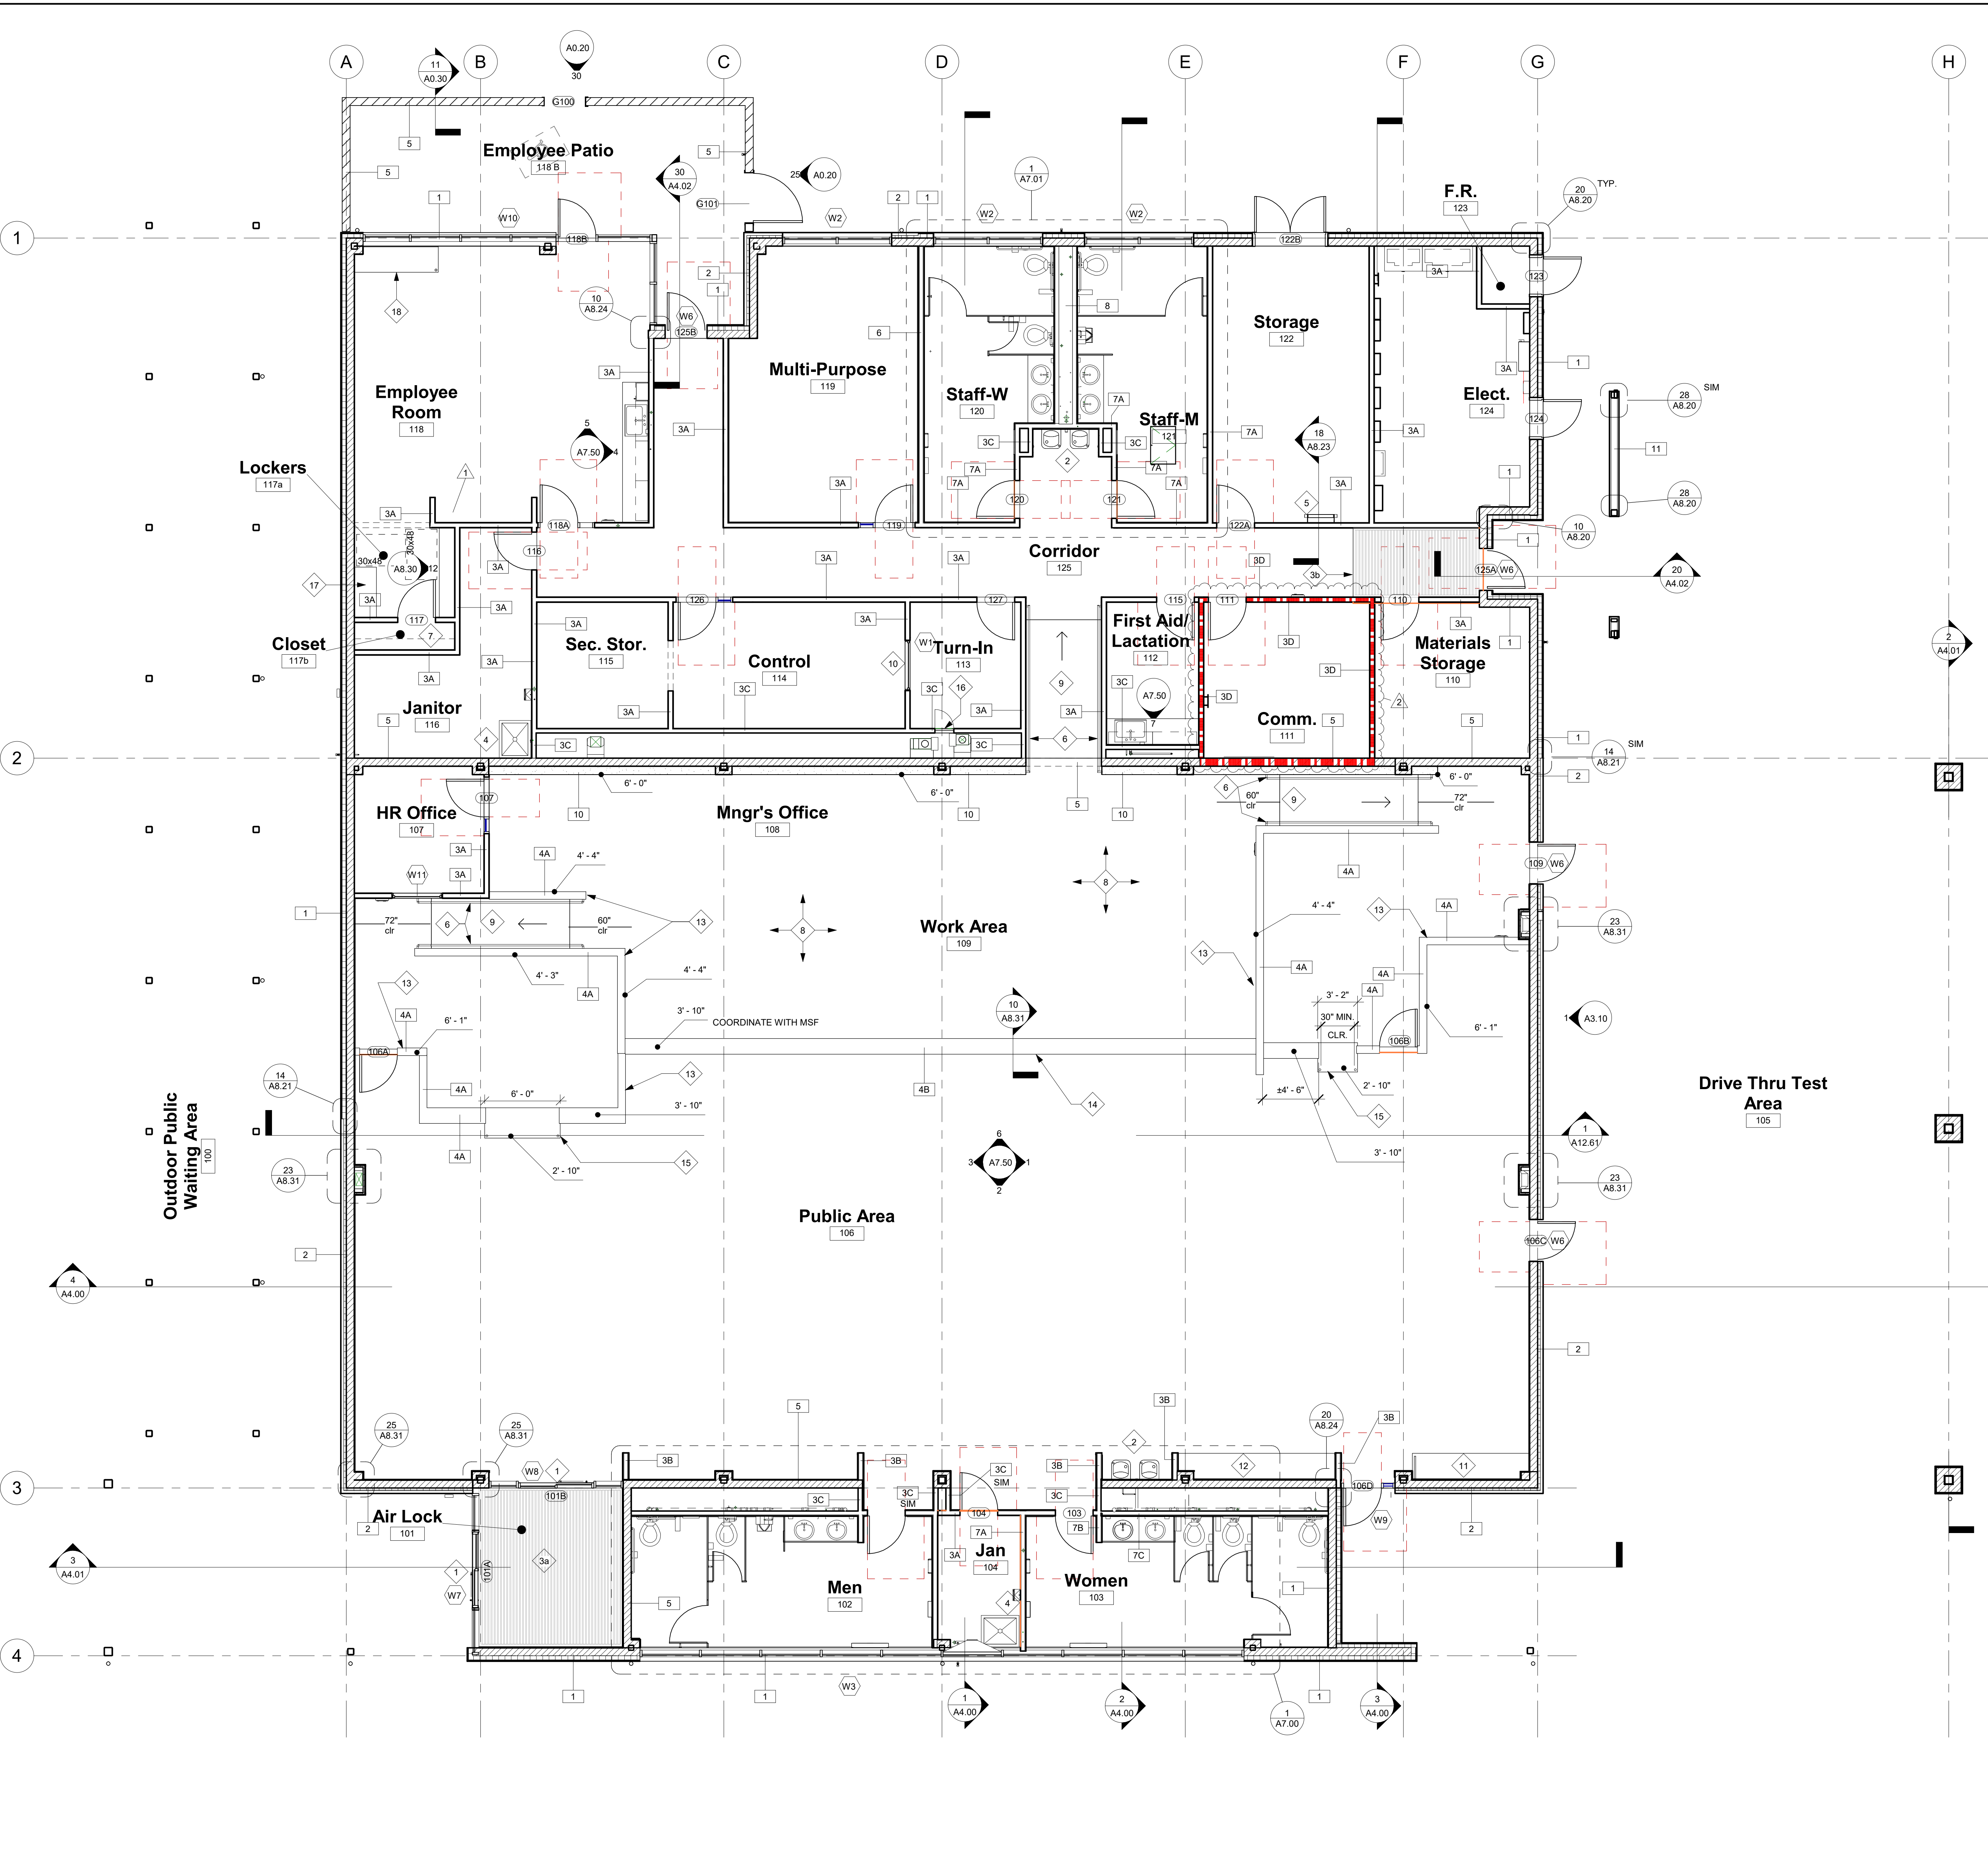 A
B
C
D
E
F
G
H
11
A0.30
A0.20
30
G100
5
Employee Patio
118 B
5
5
30
A4.02
25
A0.20
G101
1
W10
118B
W2
2
1
W2
1
A7.01
W2
122B
F.R.
123
20
A8.20
TYP.
1
18
10
A8.24
2
1
W6
125B
6
8
3A
123
Employee
Room
118
3A
5
A7.50
4
3A
Multi-Purpose
119
Staff-W
120
7A
3C
3C
2
Staff-M
121
7A
Storage
122
18
A8.23
3A
Elect.
124
3A
1
124
28
A8.20
SIM
11
28
A8.20
Lockers
117a
1
3A
118A
3A
119
7A
7A
120
121
7A
7A
122A
5
3A
1
10
A8.20
30x48
30x48
A8.30
12
116
3A
3A
3A
Corridor
125
3D
3b
1
125A
W6
20
A4.02
17
3A
3A
117
7
Closet
117b
3A
3A
3A
Sec. Stor.
115
126
Control
114
3A
10
W1
127
Turn-In
113
9
115
First Aid/
Lactation
112
111
3D
3D
110
3A
1
Materials
Storage
110
2
A4.01
Janitor
116
5
4
3C
3A
3C
3C
16
3A
3C
6
3A
3C
A7.50
7
3D
Comm.
111
5
2
5
1
14
A8.21
SIM
2
2
107
HR Office
107
3A
W11
3A
6' - 0"
10
Mngr's Office
108
6' - 0"
10
5
10
6
60"
clr
9
72"
clr
6' - 0"
4A
4' - 4"
8
4A
109
W6
1
72"
clr
6
9
60"
clr
13
8
Work Area
109
4' - 4"
13
4A
23
A8.31
4' - 3"
4A
4A
4' - 4"
13
4A
4A
13
4A
6' - 1"
106A
3' - 10"
COORDINATE WITH MSF
10
A8.31
3' - 2"
4A
30" MIN.
CLR.
106B
6' - 1"
1
A3.10
14
A8.21
4A
6' - 0"
13
3' - 10"
4B
14
±4' - 6"
2' - 10"
15
3' - 10"
Drive Thru Test
Area
105
Outdoor Public
Waiting Area
100
4A
2' - 10"
15
6
3
A7.50
1
2
1
A12.61
23
A8.31
23
A8.31
Public Area
106
2
106C
W6
4
A4.00
2
25
A8.31
25
A8.31
5
3B
20
A8.24
3B
3
W8
1
101B
3B
3B
3C
SIM
3B
2
12
11
Air Lock
101
2
3C
SIM
3C
3C
106D
W9
2
104
103
7B
7A
3A
7C
3
A4.01
1
W7
101A
3a
5
Men
102
Jan
104
4
Women
103
1
4
1
1
W3
1
A4.00
2
A4.00
1
A7.00
1
3
A4.00